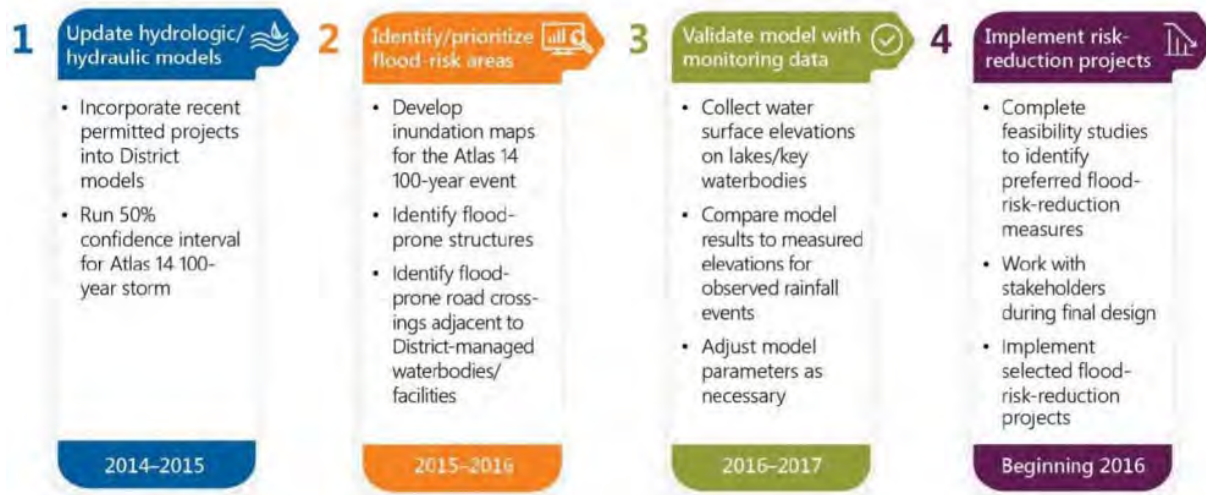 1
Update hydrologic/
hydraulic models
• Incorporate recent
permitted projects
into District
models
• Run 50%
confidence interval
for Atlas 14 100-
year storm
2014–2015
2
Identify/prioritize
flood-risk areas
• Develop
inundation maps
for the Atlas 14
100-year event
• Identify flood-
prone structures
• Identify flood-
prone road cross-
ings adjacent to
District-managed
waterbodies/
facilities
2015–2016
3
Validate model with
monitoring data
• Collect water
surface elevations
on lakes/key
waterbodies
• Compare model
results to measured
elevations for
observed rainfall
events
• Adjust model
parameters as
necessary
2016–2017
4
Implement risk-
reduction projects
• Complete
feasibility studies
to identify
preferred flood-
risk-reduction
measures
• Work with
stakeholders
during final design
• Implement
selected flood-
risk-reduction
projects
Beginning 2016